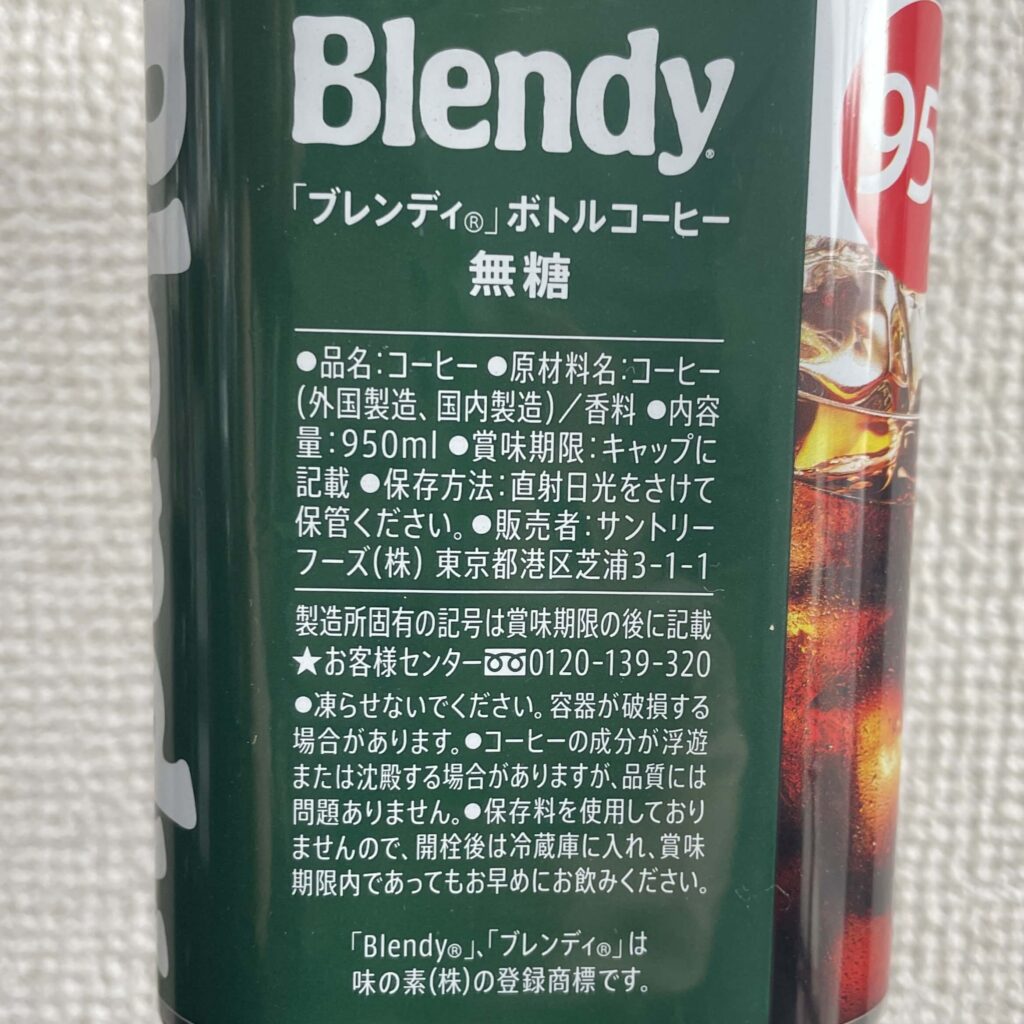 Blendy®
「ブレンディ®」ボトルコーヒー
無糖
●品名:コーヒー ●原材料名:コーヒー
(外国製造、国内製造)/香料 ●内容
量:950ml ●賞味期限:キャップに
記載 ●保存方法:直射日光をさけて
保管ください。●販売者:サントリー
フーズ(株) 東京都港区芝浦3-1-1
製造所固有の記号は賞味期限の後に記載
★お客様センター0120-139-320
●凍らせないでください。容器が破損する
場合があります。●コーヒーの成分が浮遊
または沈殿する場合がありますが、品質には
問題ありません。●保存料を使用しており
ませんので、開栓後は冷蔵庫に入れ、賞味
期限内であってもお早めにお飲みください。
「Blendy®」、「ブレンディ®」は
味の素(株)の登録商標です。
95